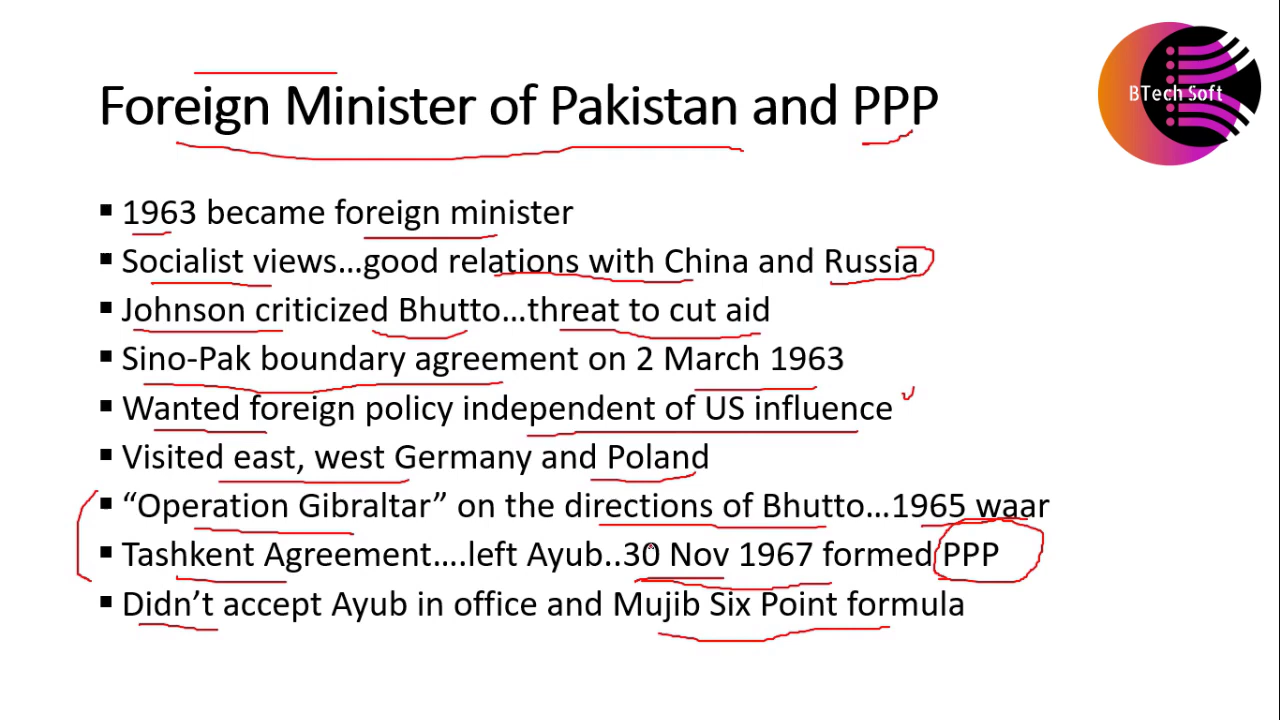 BTech Soft
Foreign Minister of Pakistan and PPP
▪ 1963 became foreign minister
▪ Socialist views...good relations with China and Russia
▪ Johnson criticized Bhutto...threat to cut aid
▪ Sino-Pak boundary agreement on 2 March 1963
▪ Wanted foreign policy independent of US influence
▪ Visited east, west Germany and Poland
▪ “Operation Gibraltar” on the directions of Bhutto...1965 waar
▪ Tashkent Agreement....left Ayub..30 Nov 1967 formed PPP
▪ Didn’t accept Ayub in office and Mujib Six Point formula